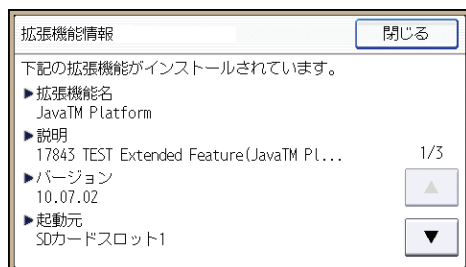 拡張機能情報
閉じる
下記の拡張機能がインストールされています。
▶拡張機能名
JavaTM Platform
▶説明
17843 TEST Extended Feature(JavaTM Pl...
1/3
▶バージョン
10.07.02
▲
▶起動元
SDカードスロット1
▼